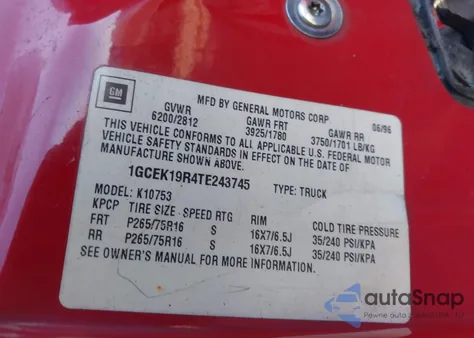 GM
MFD BY GENERAL MOTORS CORP 06/96
GVWR GAWR FRT GAWR RR
6200/2812 3925/1780 3750/1701 LB/KG
THIS VEHICLE CONFORMS TO ALL APPLICABLE U.S. FEDERAL MOTOR
VEHICLE SAFETY STANDARDS IN EFFECT ON THE DATE OF
MANUFACTURE SHOWN ABOVE.
1GCEK19R4TE243745 TYPE: TRUCK
MODEL: K10753
KPCP TIRE SIZE SPEED RTG RIM COLD TIRE PRESSURE
FRT P265/75R16 S 16X7/6.5J 35/240 PSI/KPA
RR P265/75R16 S 16X7/6.5J 35/240 PSI/KPA
SEE OWNER'S MANUAL FOR MORE INFORMATION.
autoSnap
Pewne auto prosto z USA